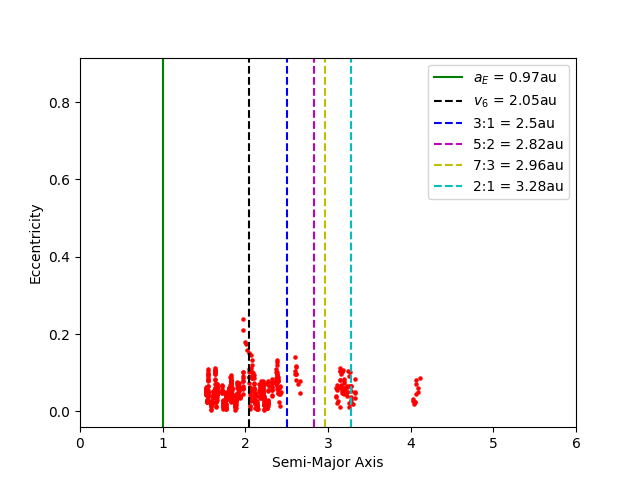 0.8
0.6
0.4
0.2
0.0
Eccentricity
0 1 2 3 4 5 6
Semi-Major Axis
a_E = 0.97au
v_6 = 2.05au
3:1 = 2.5au
5:2 = 2.82au
7:3 = 2.96au
2:1 = 3.28au